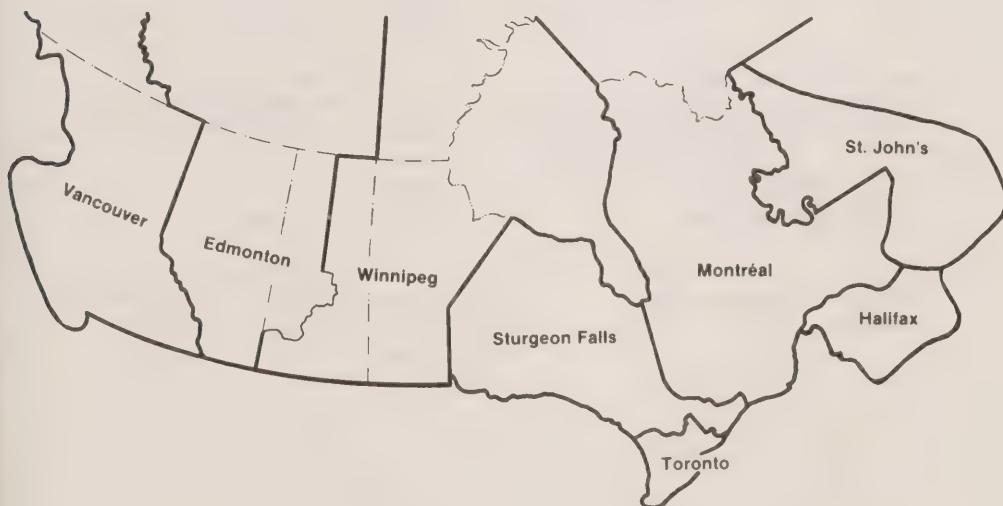 St. John's
Vancouver
Edmonton
Winnipeg
Montréal
Halifax
Sturgeon Falls
Toronto